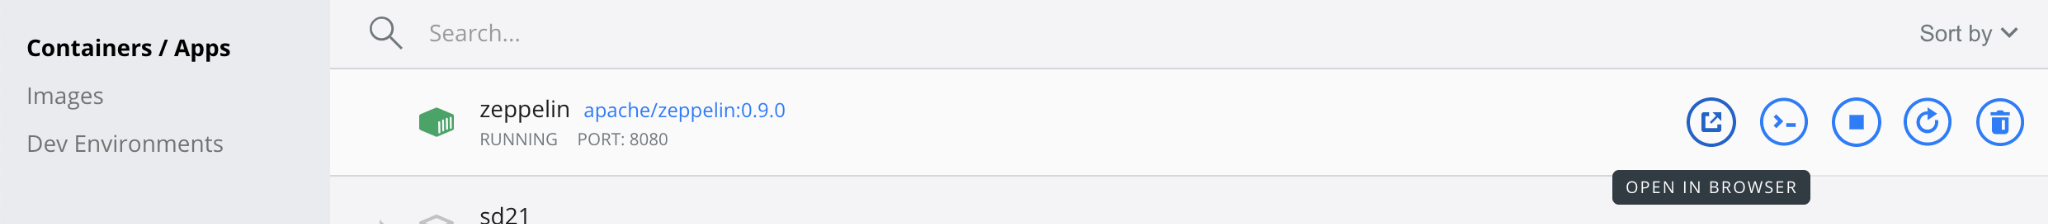 Containers / Apps
Images
Dev Environments
Search...
Sort by
zeppelin apache/zeppelin:0.9.0
RUNNING PORT: 8080
OPEN IN BROWSER
sd21